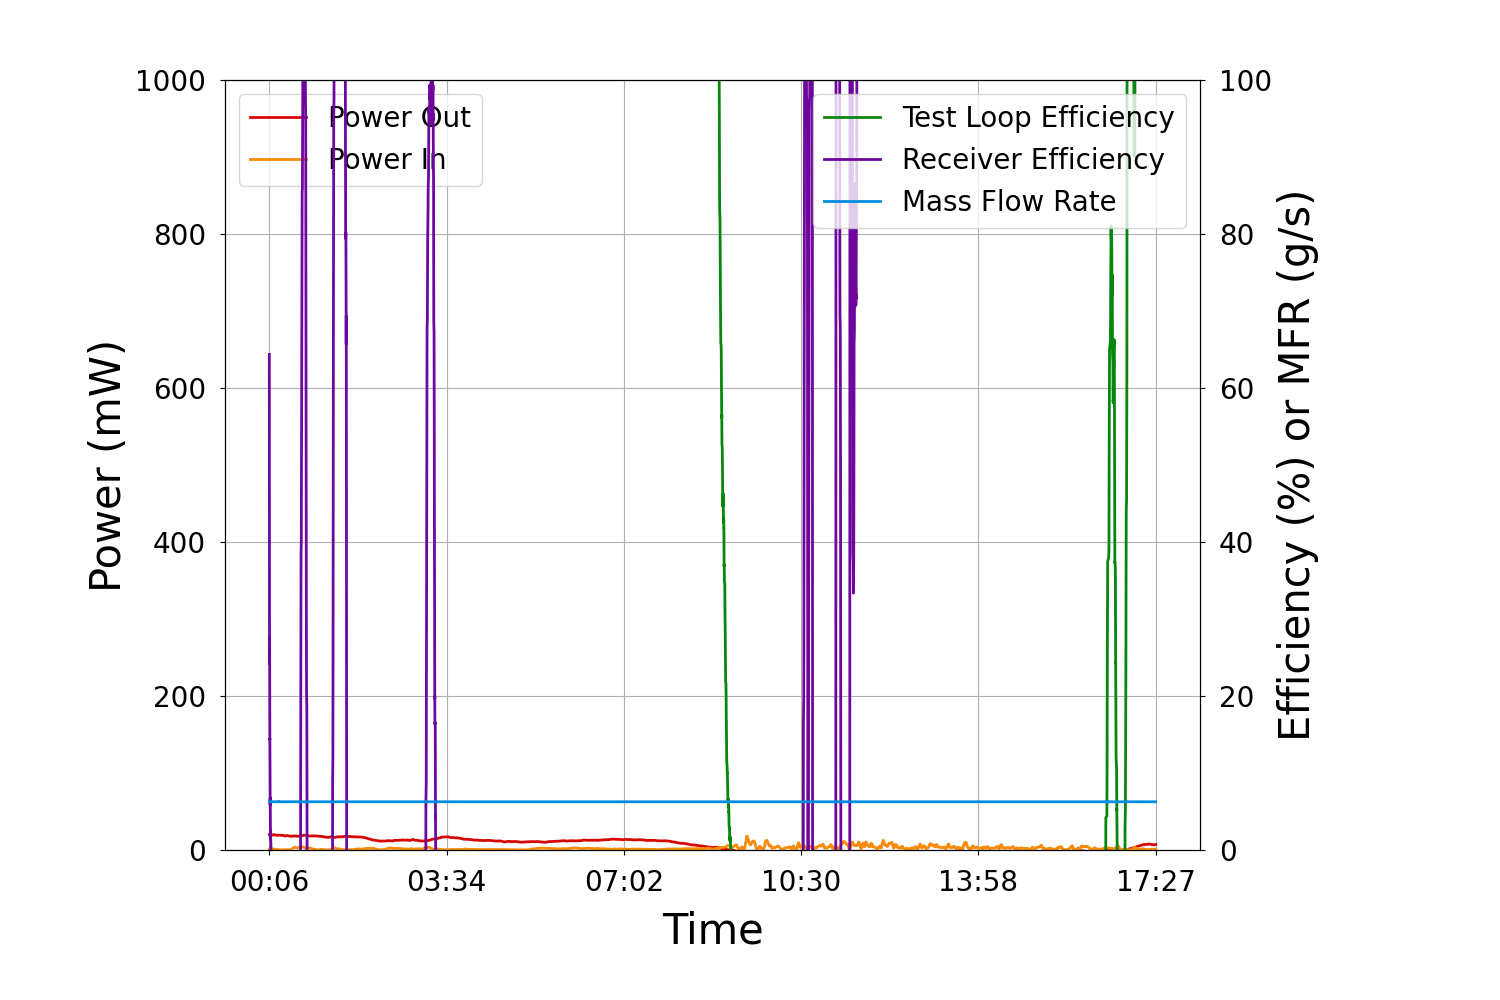 1000
800
600
400
200
0
Power (mW)
Power Out
Power In
Test Loop Efficiency
Receiver Efficiency
Mass Flow Rate
100
80
60
40
20
0
Efficiency (%) or MFR (g/s)
00:06 03:34 07:02 10:30 13:58 17:27
Time